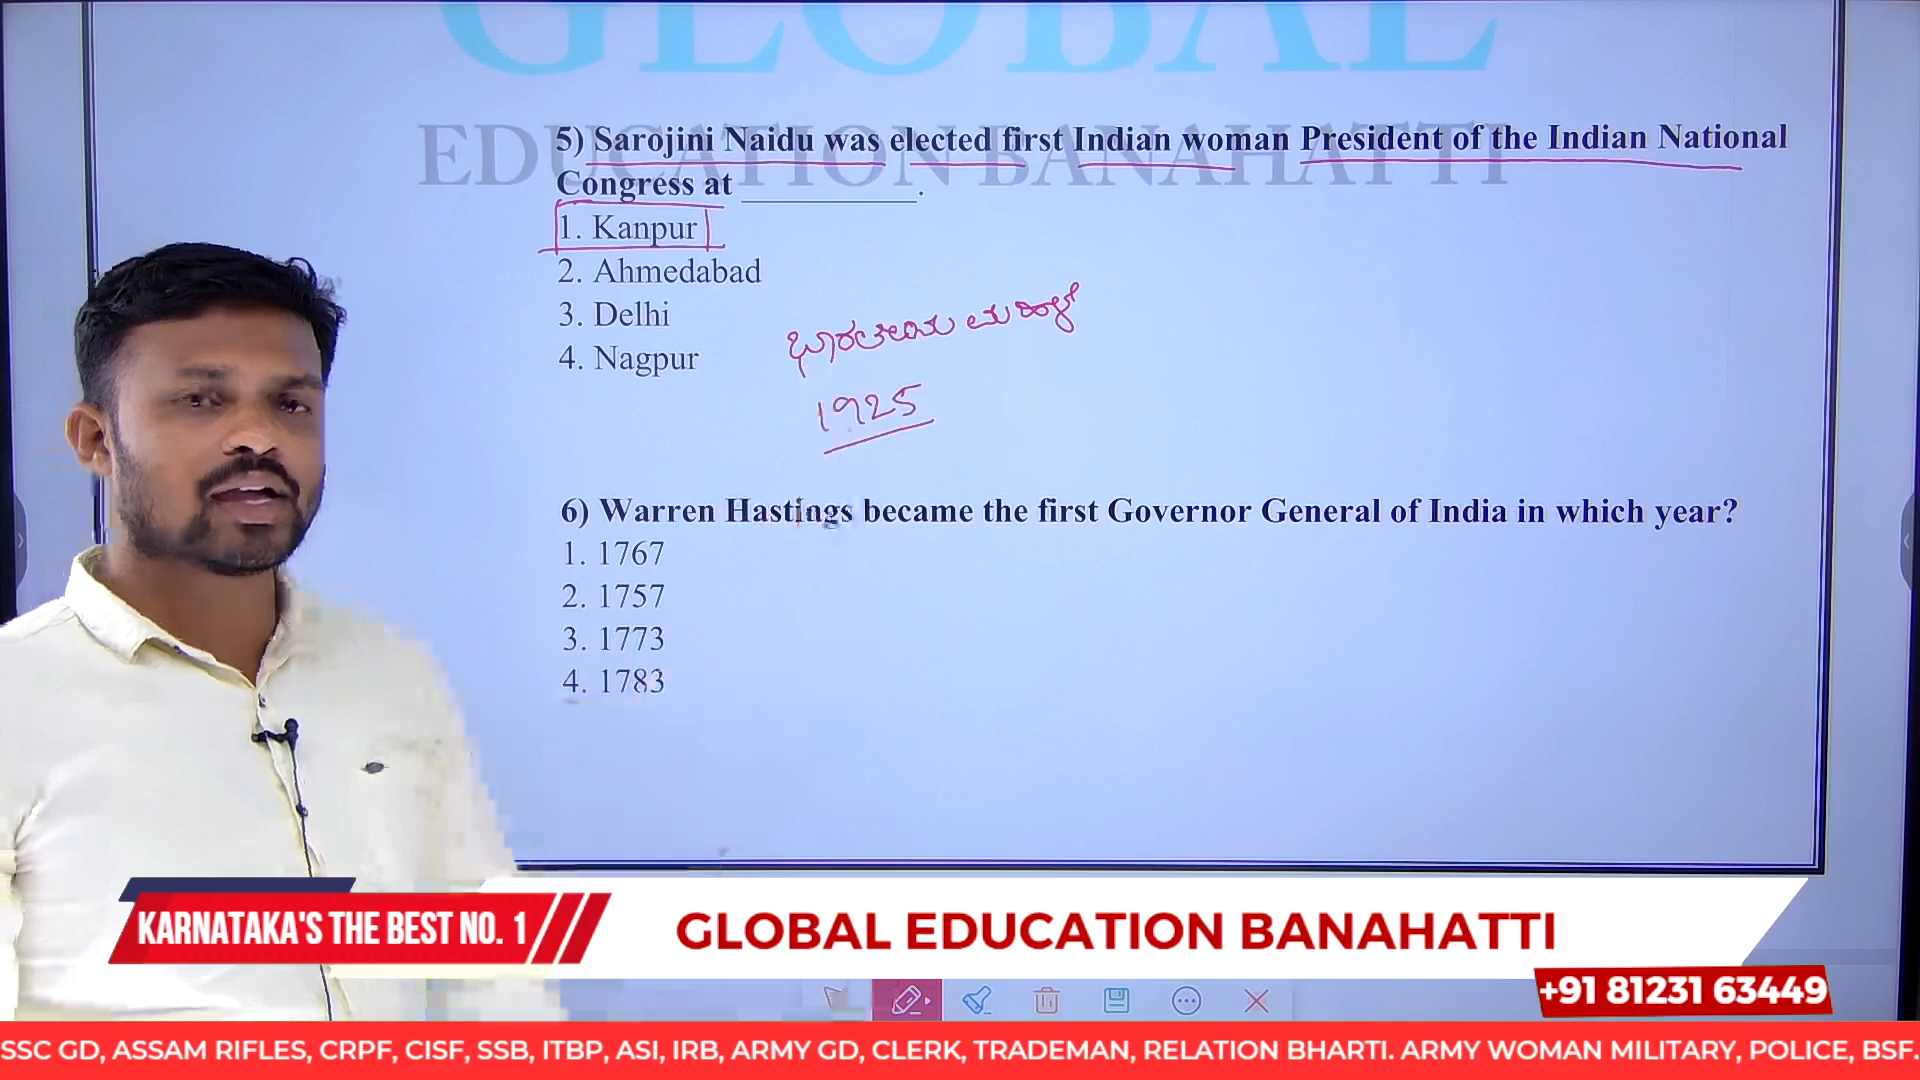 GLOBAL
EDUCATION BANAHATTI
5) Sarojini Naidu was elected first Indian woman President of the Indian National
Congress at ____________.
1. Kanpur
2. Ahmedabad
3. Delhi
4. Nagpur
ಭಾರತೀಯ ಮಹಿಳೆ
1925
6) Warren Hastings became the first Governor General of India in which year?
1. 1767
2. 1757
3. 1773
4. 1783
KARNATAKA'S THE BEST NO. 1
GLOBAL EDUCATION BANAHATTI
+91 81231 63449
SSC GD, ASSAM RIFLES, CRPF, CISF, SSB, ITBP, ASI, IRB, ARMY GD, CLERK, TRADEMAN, RELATION BHARTI. ARMY WOMAN MILITARY, POLICE, BSF.